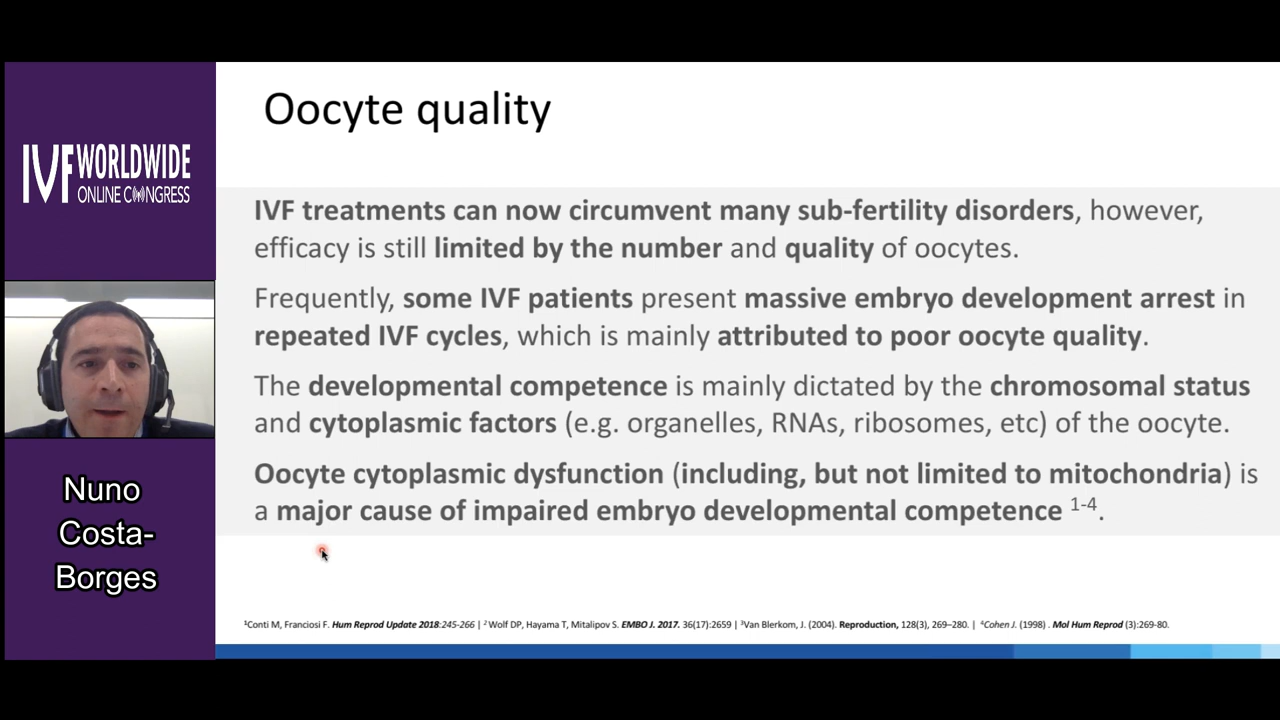 Oocyte quality
IVF WORLDWIDE
ONLINE CONGRESS
IVF treatments can now circumvent many sub-fertility disorders, however,
efficacy is still limited by the number and quality of oocytes.
Frequently, some IVF patients present massive embryo development arrest in
repeated IVF cycles, which is mainly attributed to poor oocyte quality.
The developmental competence is mainly dictated by the chromosomal status
and cytoplasmic factors (e.g. organelles, RNAs, ribosomes, etc) of the oocyte.
Oocyte cytoplasmic dysfunction (including, but not limited to mitochondria) is
a major cause of impaired embryo developmental competence 1-4.
Nuno
Costa-
Borges
1Conti M, Franciosi F. Hum Reprod Update 2018:245-266 | 2Wolf DP, Hayama T, Mitalipov S. EMBO J. 2017. 36(17):2659 | 3Van Blerkom, J. (2004). Reproduction, 128(3), 269–280. | 4Cohen J. (1998) . Mol Hum Reprod (3):269-80.